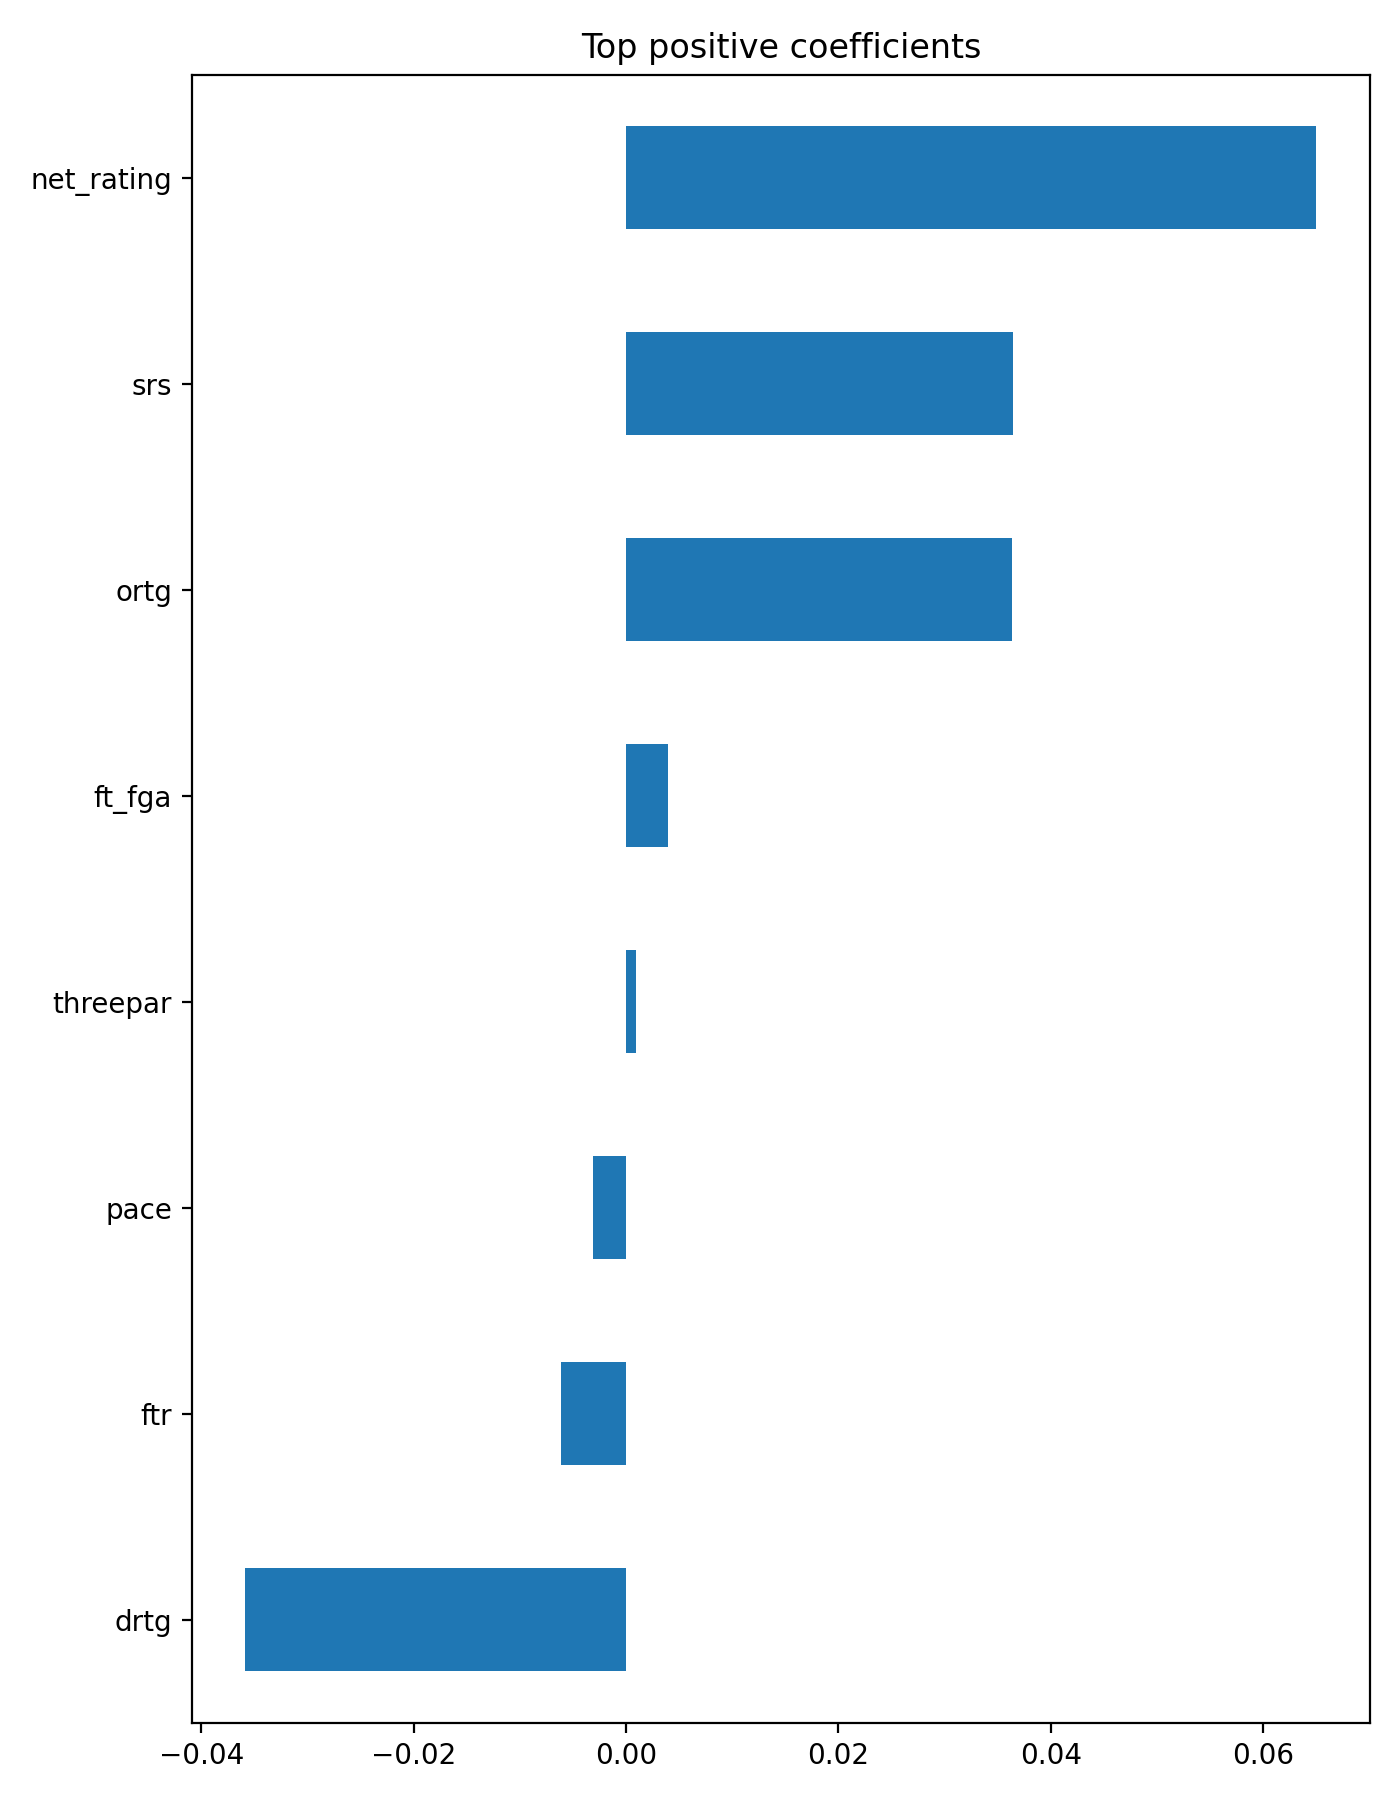 Top positive coefficients
net_rating
srs
ortg
ft_fga
threepar
pace
ftr
drtg
−0.04 −0.02 0.00 0.02 0.04 0.06